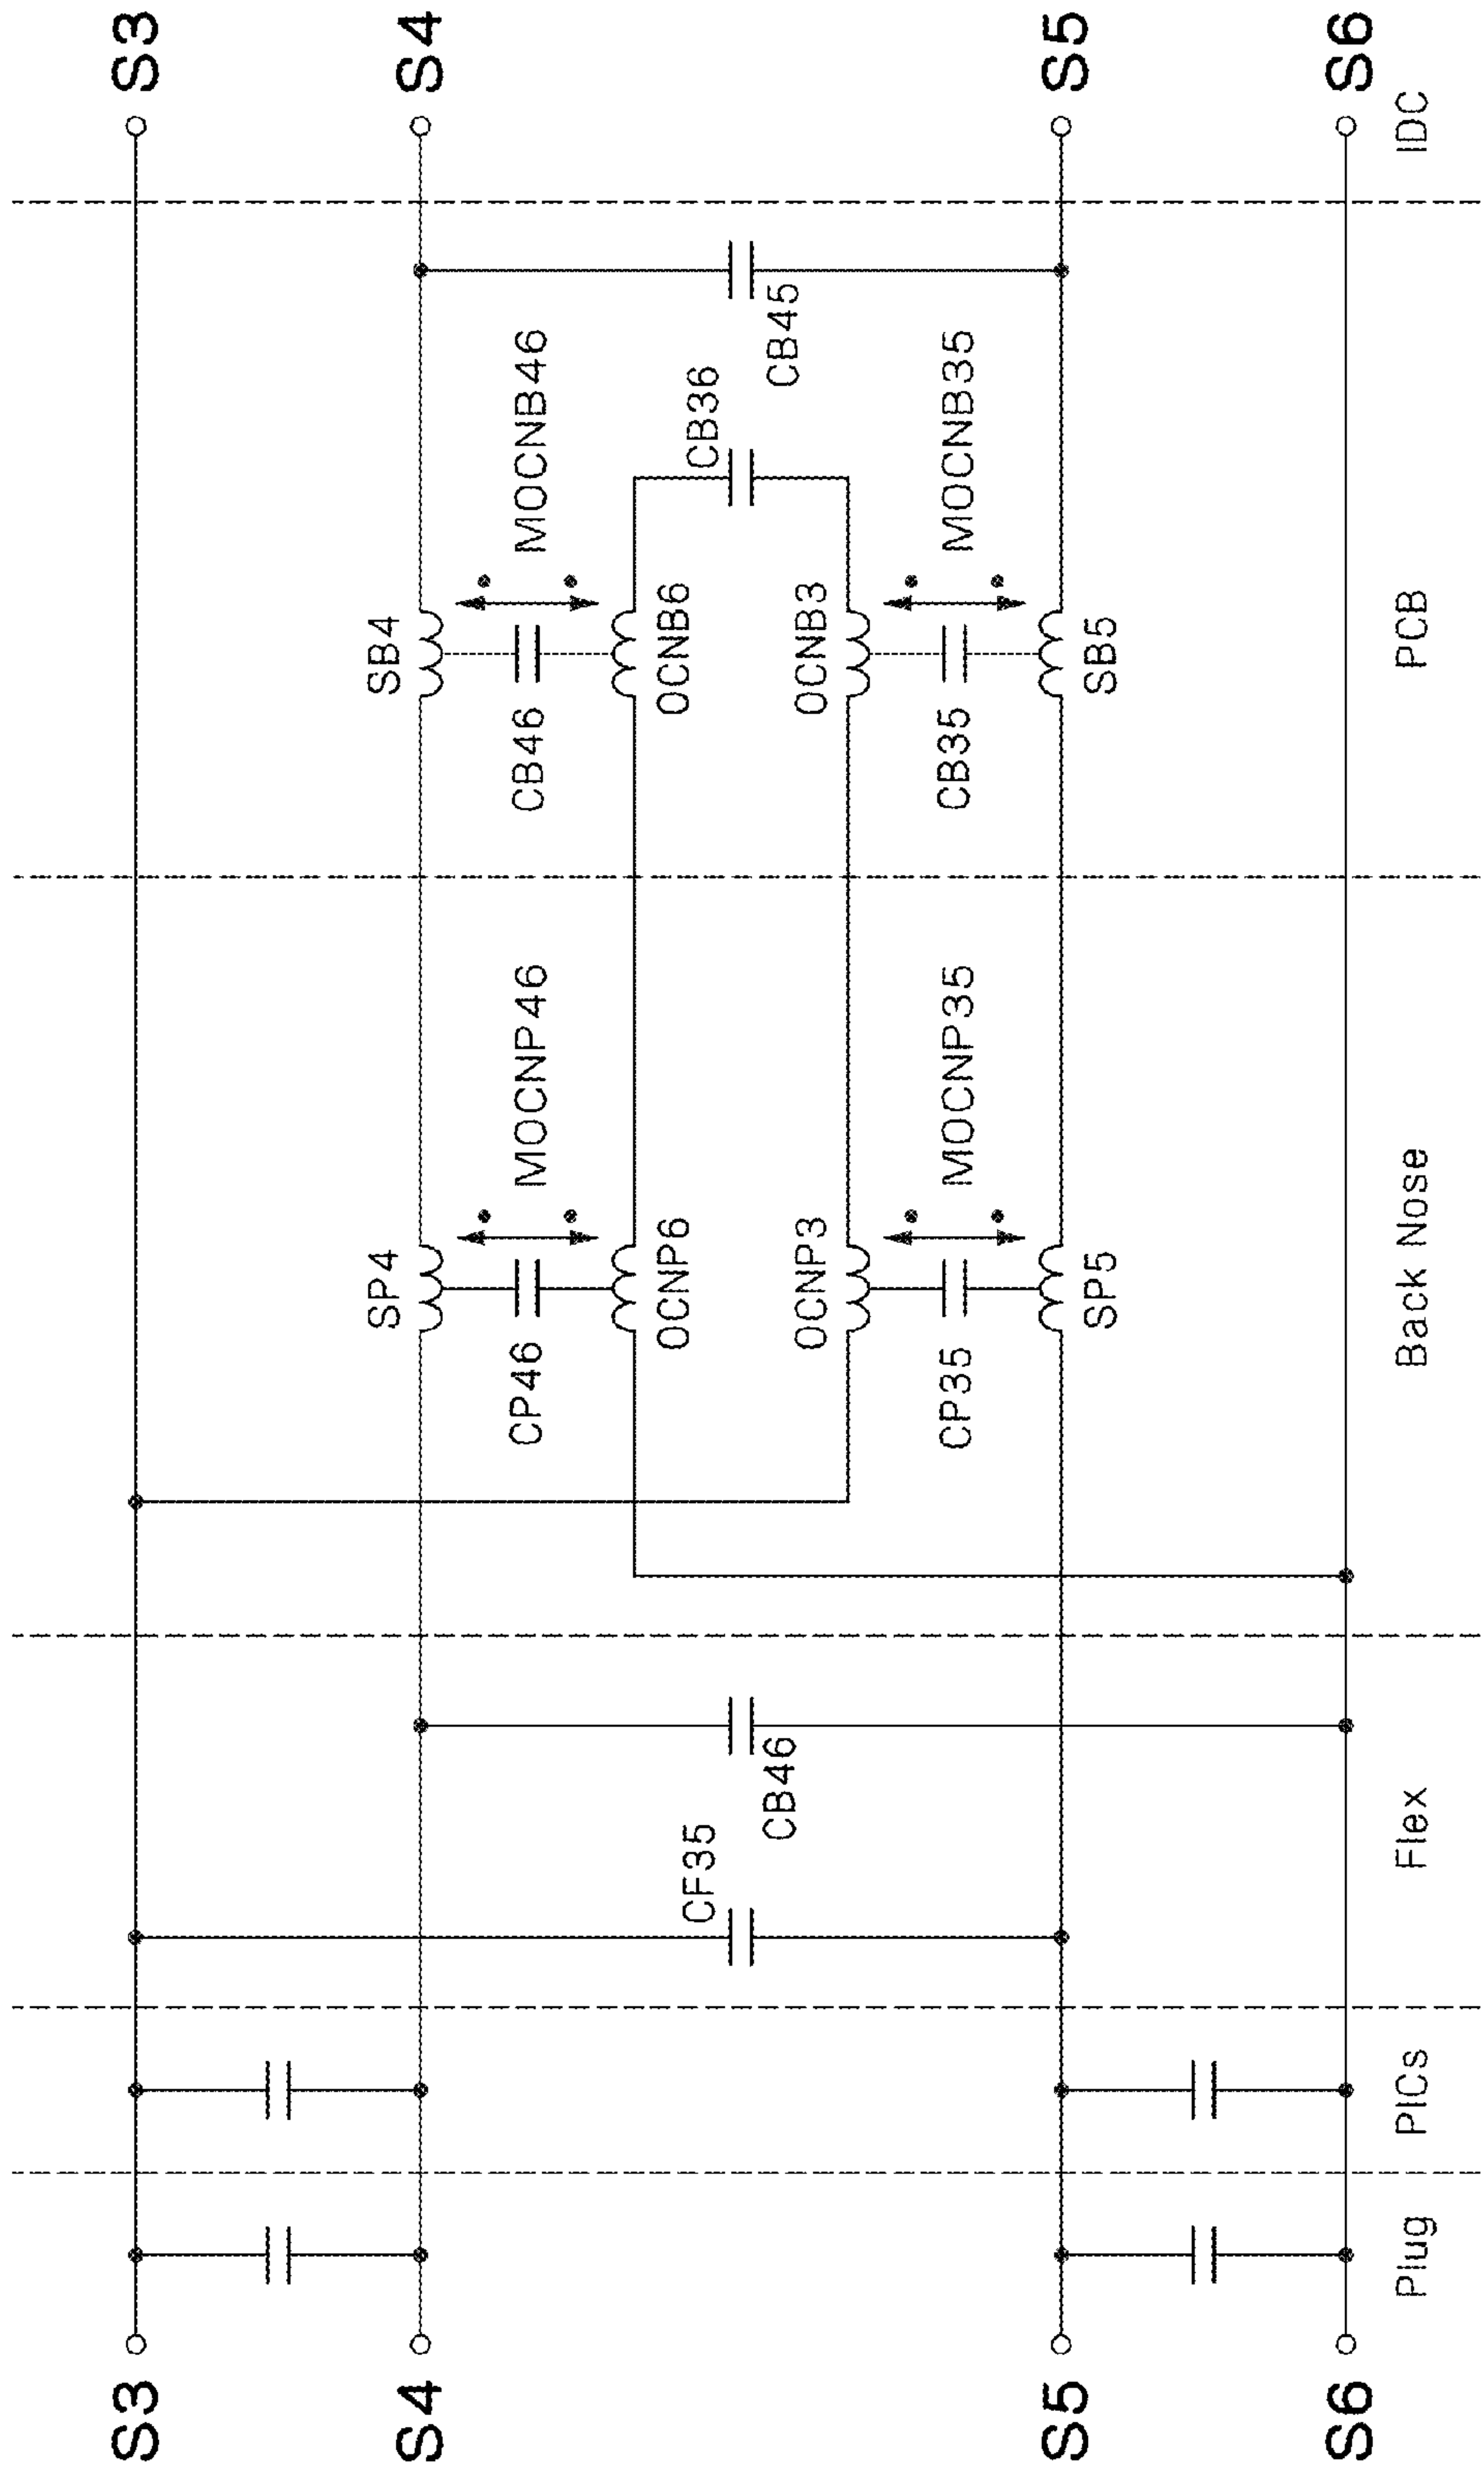 S3
S4
S5
S6
Plug
PICs
CF35
CB46
Flex
SP4
CP46
MOCNP46
OCNP6
OCNP3
CP35
MOCNP35
SP5
Back Nose
SB4
CB46
MOCNB46
OCNB6
CB36
OCNB3
CB35
MOCNB35
SB5
CB45
PCB
S3
S4
S5
S6
IDC